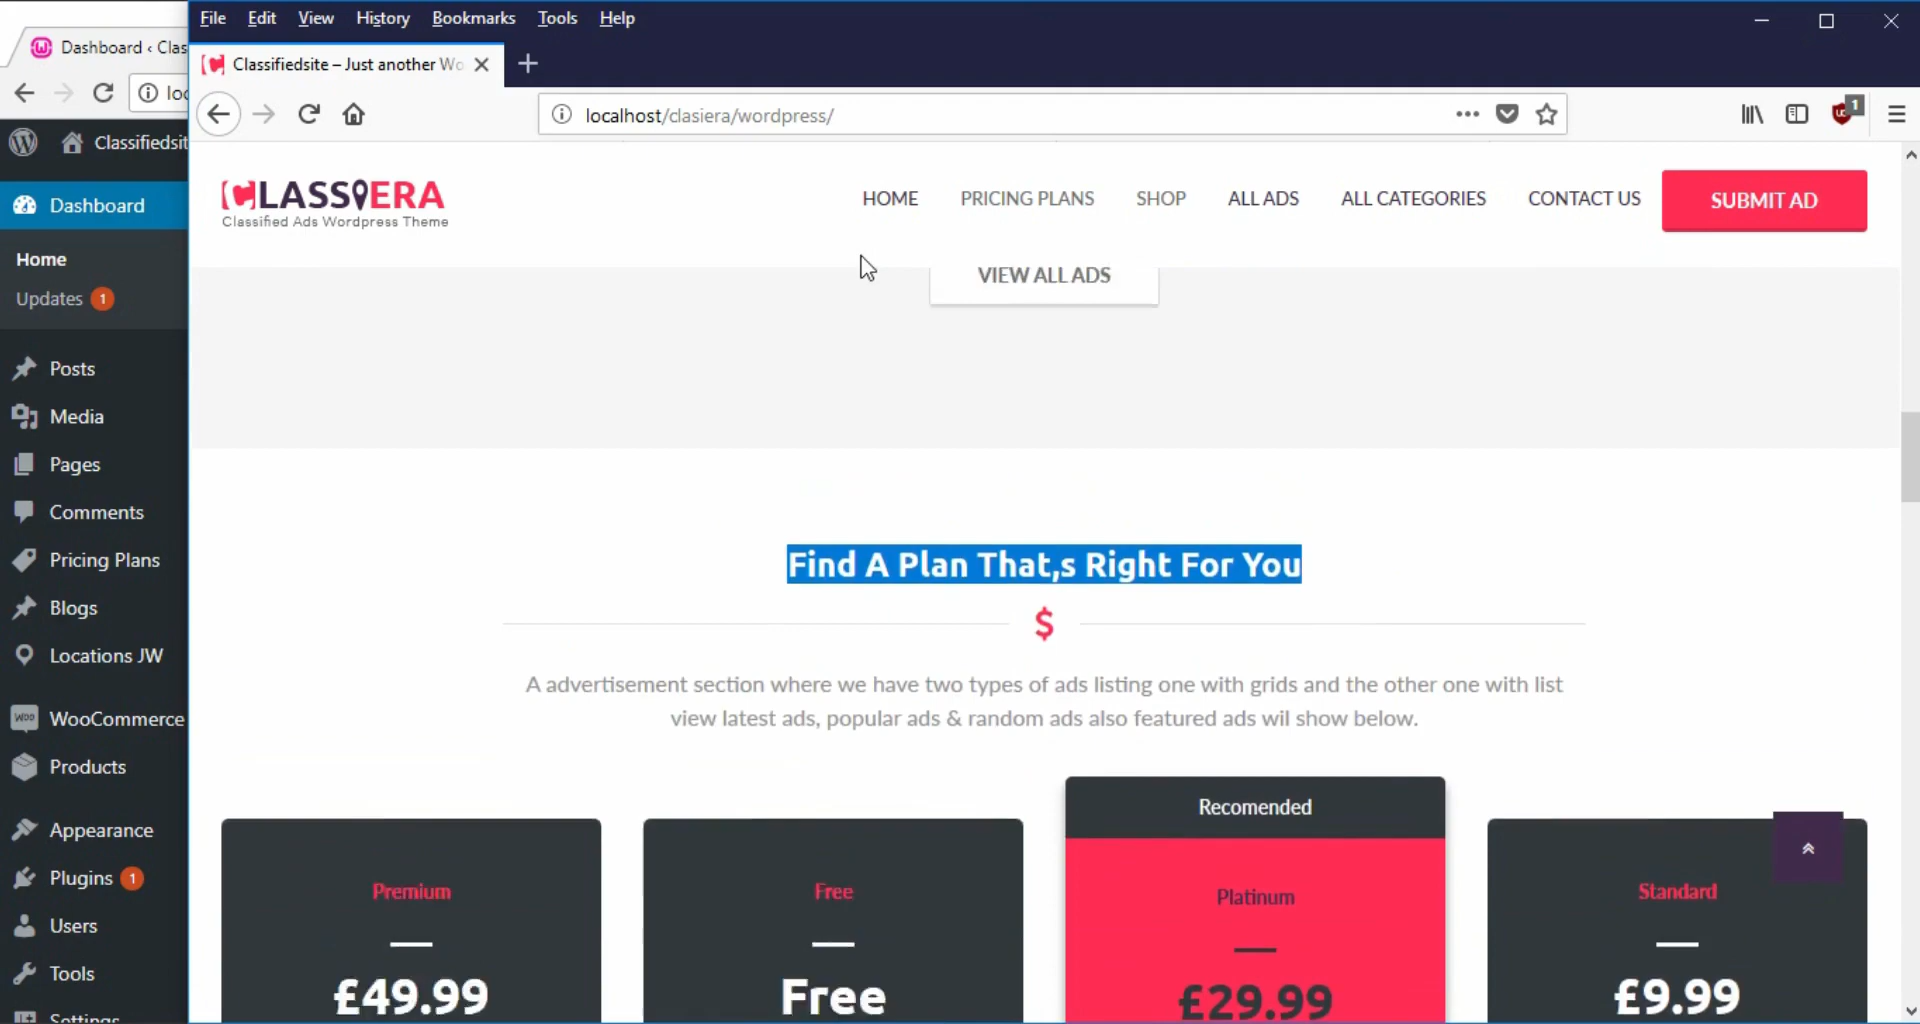 File Edit View History Bookmarks Tools Help
Dashboard ‹ Clas
Classifiedsite – Just another Wo
loc
localhost/clasiera/wordpress/
1
Classifiedsit
CLASSIERA
Classified Ads Wordpress Theme
HOME PRICING PLANS SHOP ALL ADS ALL CATEGORIES CONTACT US SUBMIT AD
Dashboard
Home
Updates 1
Posts
Media
Pages
Comments
Pricing Plans
Blogs
Locations JW
WooCommerce
Products
Appearance
Plugins 1
Users
Tools
Settings
VIEW ALL ADS
Find A Plan That,s Right For You
$
A advertisement section where we have two types of ads listing one with grids and the other one with list
view latest ads, popular ads & random ads also featured ads wil show below.
Premium
£49.99
Free
Free
Recomended
Platinum
£29.99
Standard
£9.99